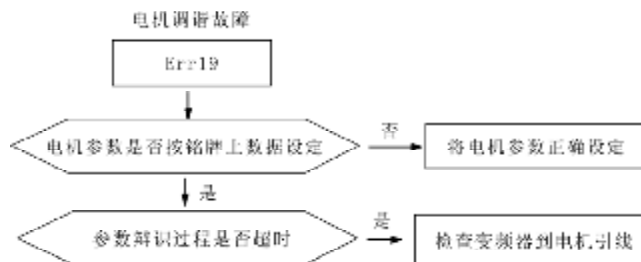 电机调谐故障
Err19
电机参数是否按铭牌上数据设定
否
将电机参数正确设定
是
参数辩识过程是否超时
是
检查变频器到电机引线